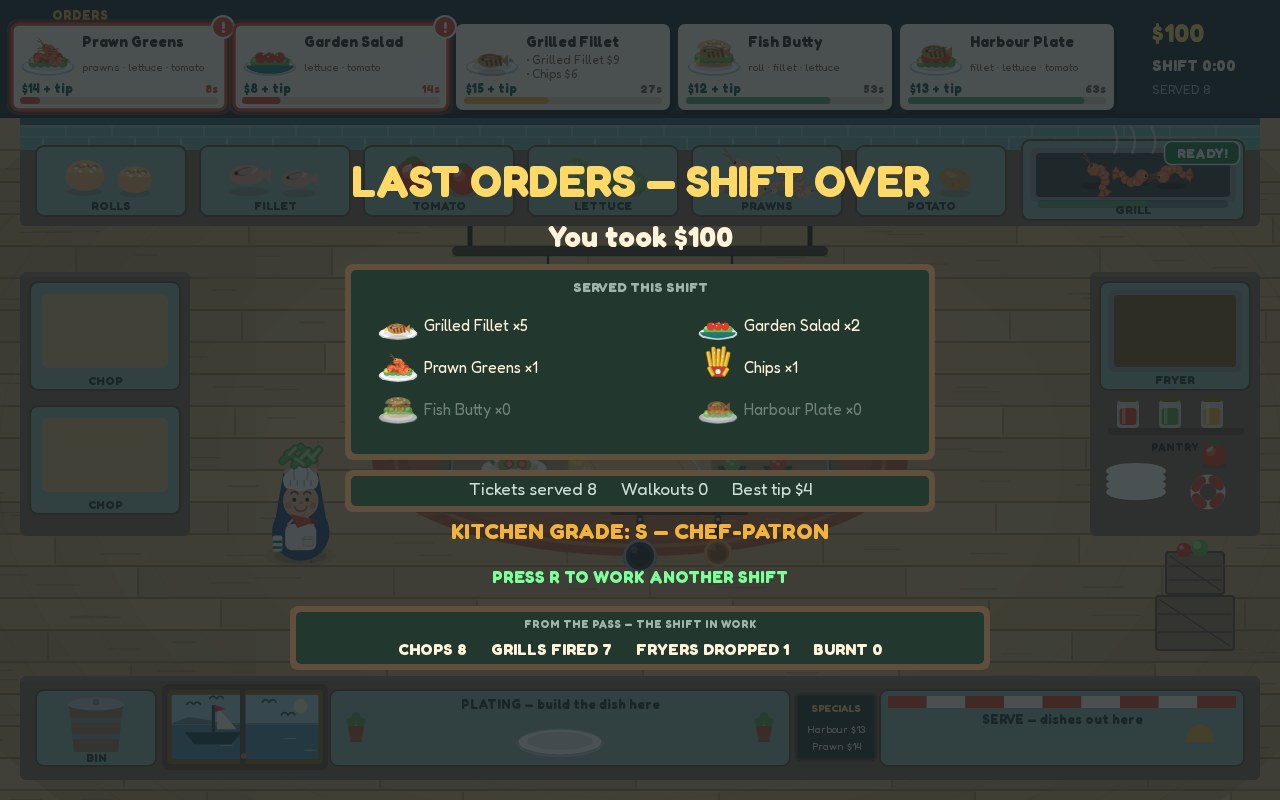 ORDERS
Prawn Greens
prawns · lettuce · tomato
$14 + tip
8s
!
Garden Salad
lettuce · tomato
$8 + tip
14s
!
Grilled Fillet
· Grilled Fillet $9
· Chips $6
$15 + tip
27s
Fish Butty
roll · fillet · lettuce
$12 + tip
53s
Harbour Plate
fillet · lettuce · tomato
$13 + tip
63s
$100
SHIFT 0:00
SERVED 8
ROLLS
FILLET
TOMATO
LETTUCE
PRAWNS
POTATO
READY!
GRILL
LAST ORDERS — SHIFT OVER
You took $100
SERVED THIS SHIFT
Grilled Fillet ×5
Garden Salad ×2
Prawn Greens ×1
Chips ×1
Fish Butty ×0
Harbour Plate ×0
CHOP
CHOP
FRYER
PANTRY
Tickets served 8 Walkouts 0 Best tip $4
KITCHEN GRADE: S — CHEF-PATRON
PRESS R TO WORK ANOTHER SHIFT
FROM THE PASS — THE SHIFT IN WORK
CHOPS 8 GRILLS FIRED 7 FRYERS DROPPED 1 BURNT 0
BIN
PLATING — build the dish here
SPECIALS
Harbour $13
Prawn $14
SERVE — dishes out here